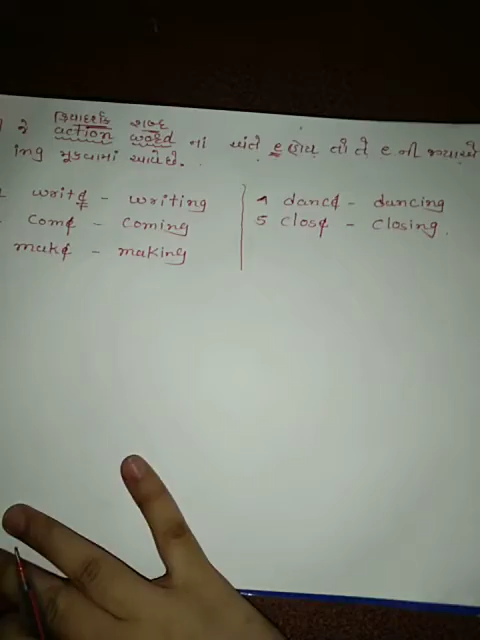 ક્રિયાદર્શક શબ્દ
જે action word નાં અંતે e હોય તો તે e ની જગ્યાએ
ing મૂકવામાં આવે છે.
write - writing
come - coming
make - making
4 dance - dancing
5 close - closing.